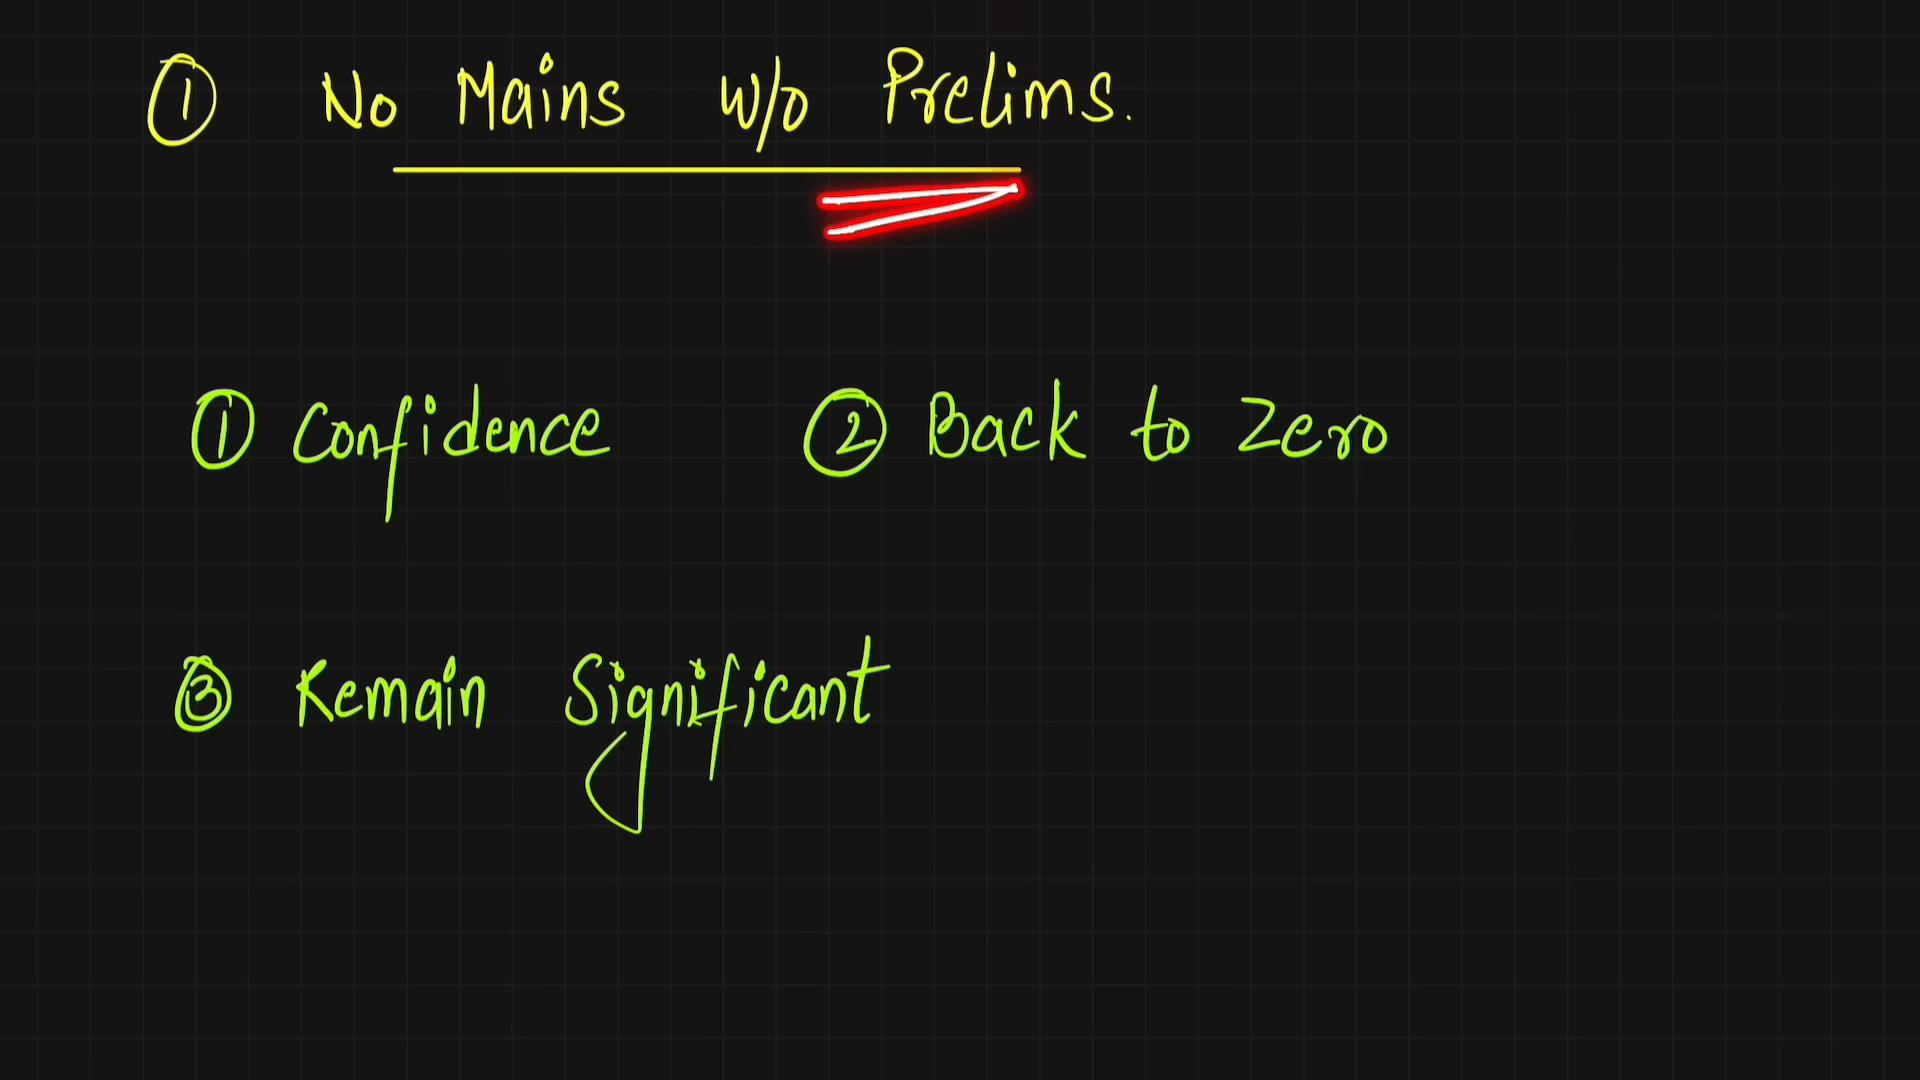 ① No Mains w/o Prelims.
① Confidence ② Back to Zero
③ Remain Significant